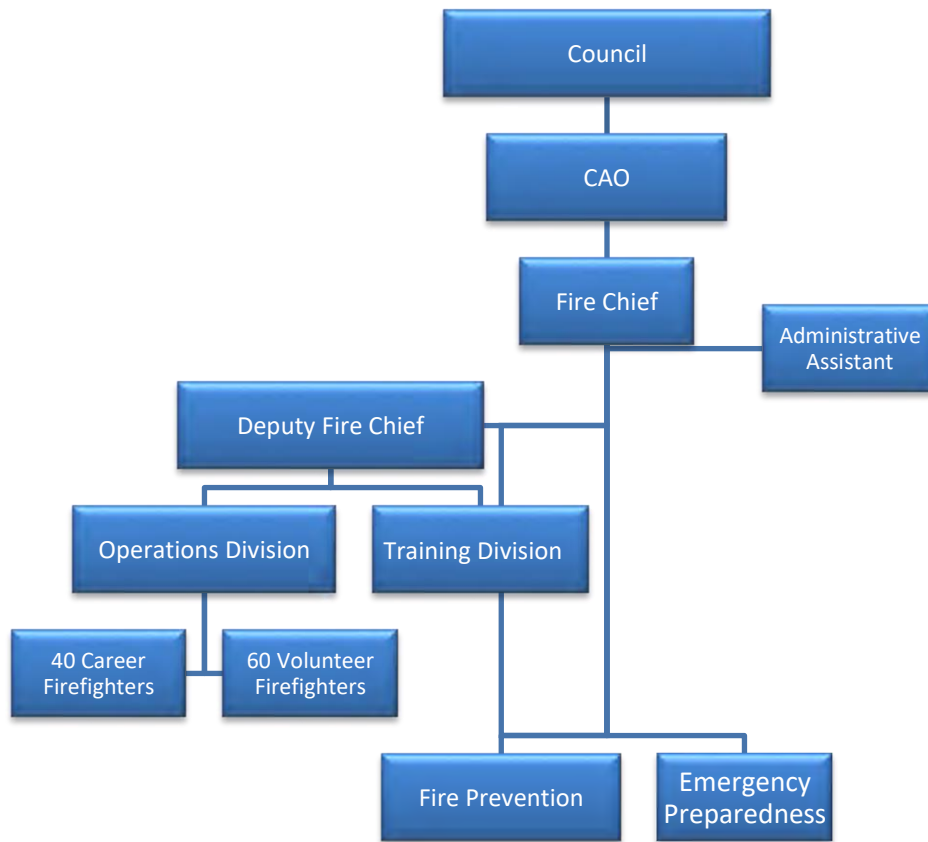 Council
CAO
Fire Chief
Administrative
Assistant
Deputy Fire Chief
Operations Division
Training Division
40 Career
Firefighters
60 Volunteer
Firefighters
Fire Prevention
Emergency
Preparedness